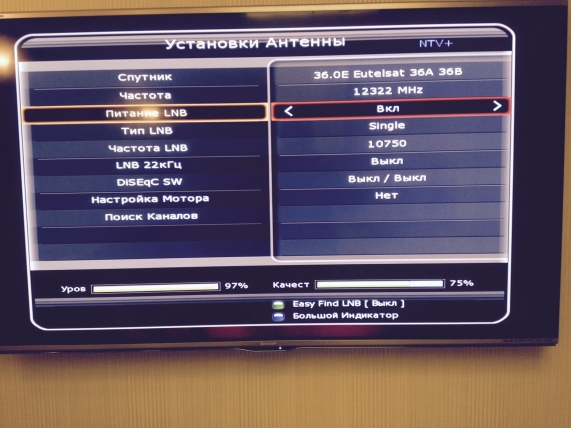 Установки Антенны NTV+
Спутник 36.0E Eutelsat 36A 36B
Частота 12322 MHz
Питание LNB < Вкл >
Тип LNB Single
Частота LNB 10750
LNB 22кГц Выкл
DiSEqC SW Выкл / Выкл
Настройка Мотора Нет
Поиск Каналов
Уров 97% Качест 75%
Easy Find LNB [ Выкл ]
Большой Индикатор